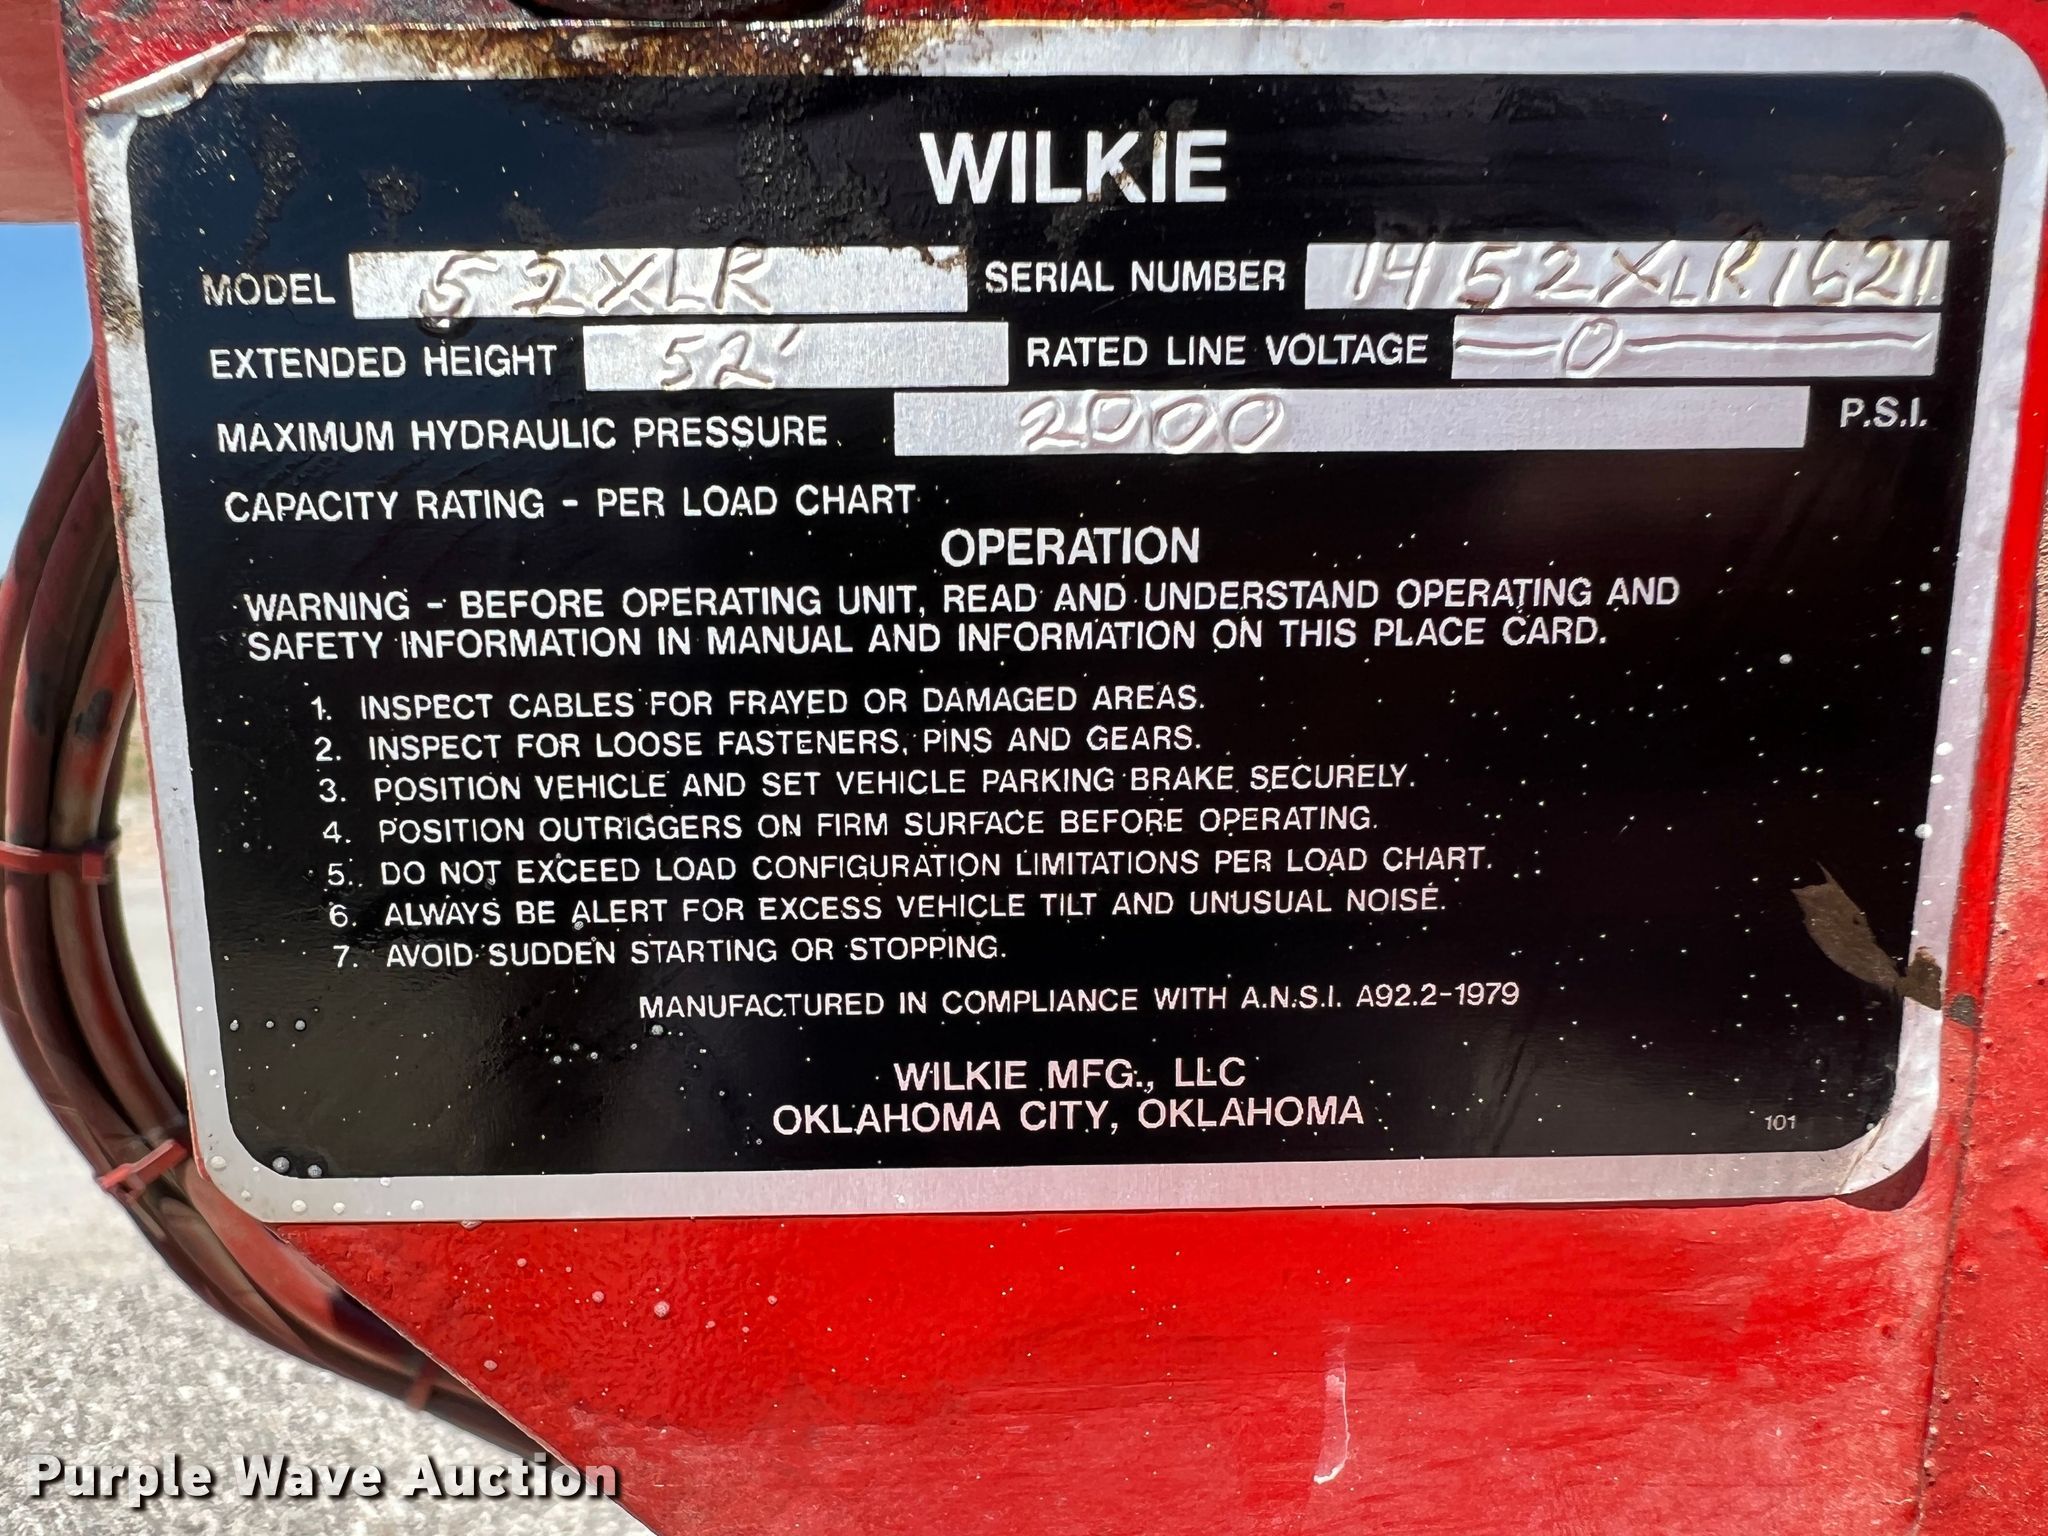 WILKIE
MODEL 52XLR SERIAL NUMBER 1452XLR1521
EXTENDED HEIGHT 52' RATED LINE VOLTAGE 0
MAXIMUM HYDRAULIC PRESSURE 2000 P.S.I.
CAPACITY RATING - PER LOAD CHART
OPERATION
WARNING - BEFORE OPERATING UNIT, READ AND UNDERSTAND OPERATING AND
SAFETY INFORMATION IN MANUAL AND INFORMATION ON THIS PLACE CARD.
1. INSPECT CABLES FOR FRAYED OR DAMAGED AREAS.
2. INSPECT FOR LOOSE FASTENERS, PINS AND GEARS.
3. POSITION VEHICLE AND SET VEHICLE PARKING BRAKE SECURELY.
4. POSITION OUTRIGGERS ON FIRM SURFACE BEFORE OPERATING.
5. DO NOT EXCEED LOAD CONFIGURATION LIMITATIONS PER LOAD CHART.
6. ALWAYS BE ALERT FOR EXCESS VEHICLE TILT AND UNUSUAL NOISE.
7. AVOID SUDDEN STARTING OR STOPPING.
MANUFACTURED IN COMPLIANCE WITH A.N.S.I. A92.2-1979
WILKIE MFG., LLC
OKLAHOMA CITY, OKLAHOMA
101
Purple Wave Auction